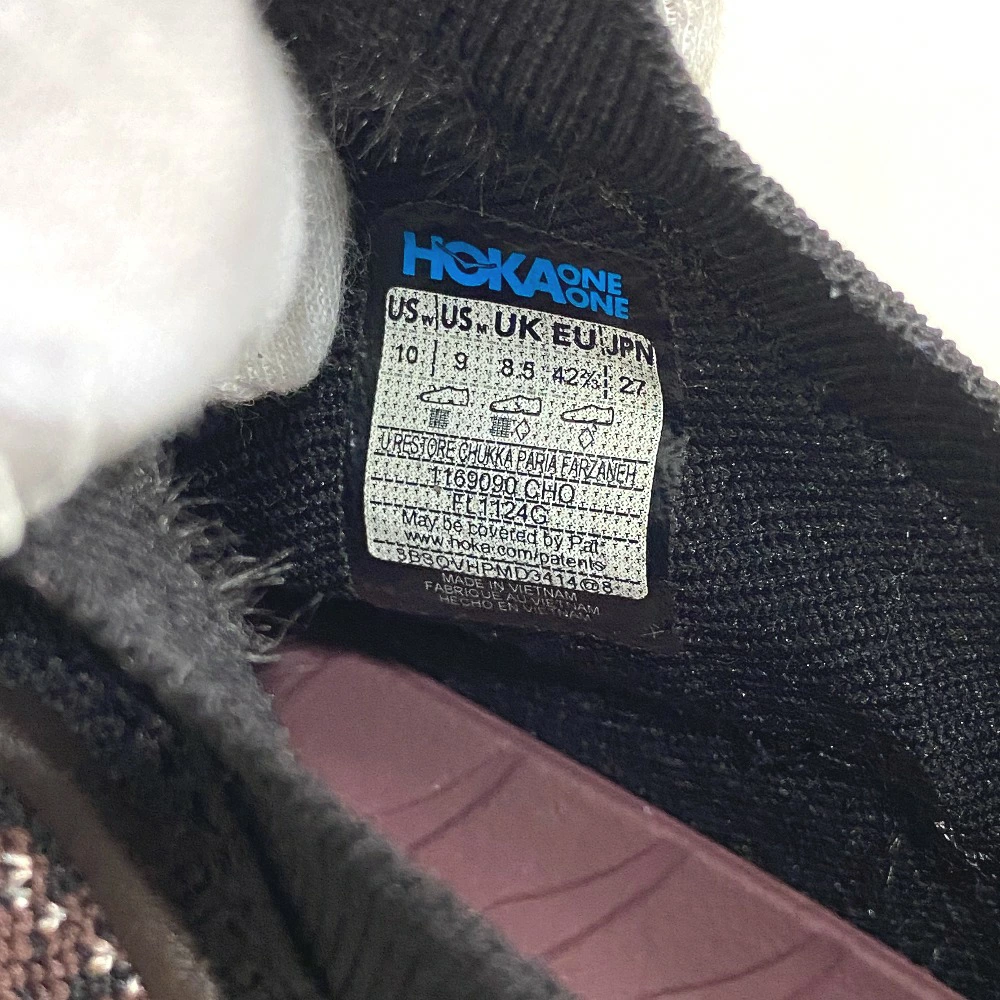 HOKA ONE ONE
US W US M UK EU JPN
10 9 8.5 42⅔ 27
U RESTORE CHUKKA PARIA FARZANEH
1169090 CHO
FL1124G
May be covered by Pat.
www.hoka.com/patents
MADE IN VIETNAM
FABRIQUE AU VIETNAM
HECHO EN VIETNAM